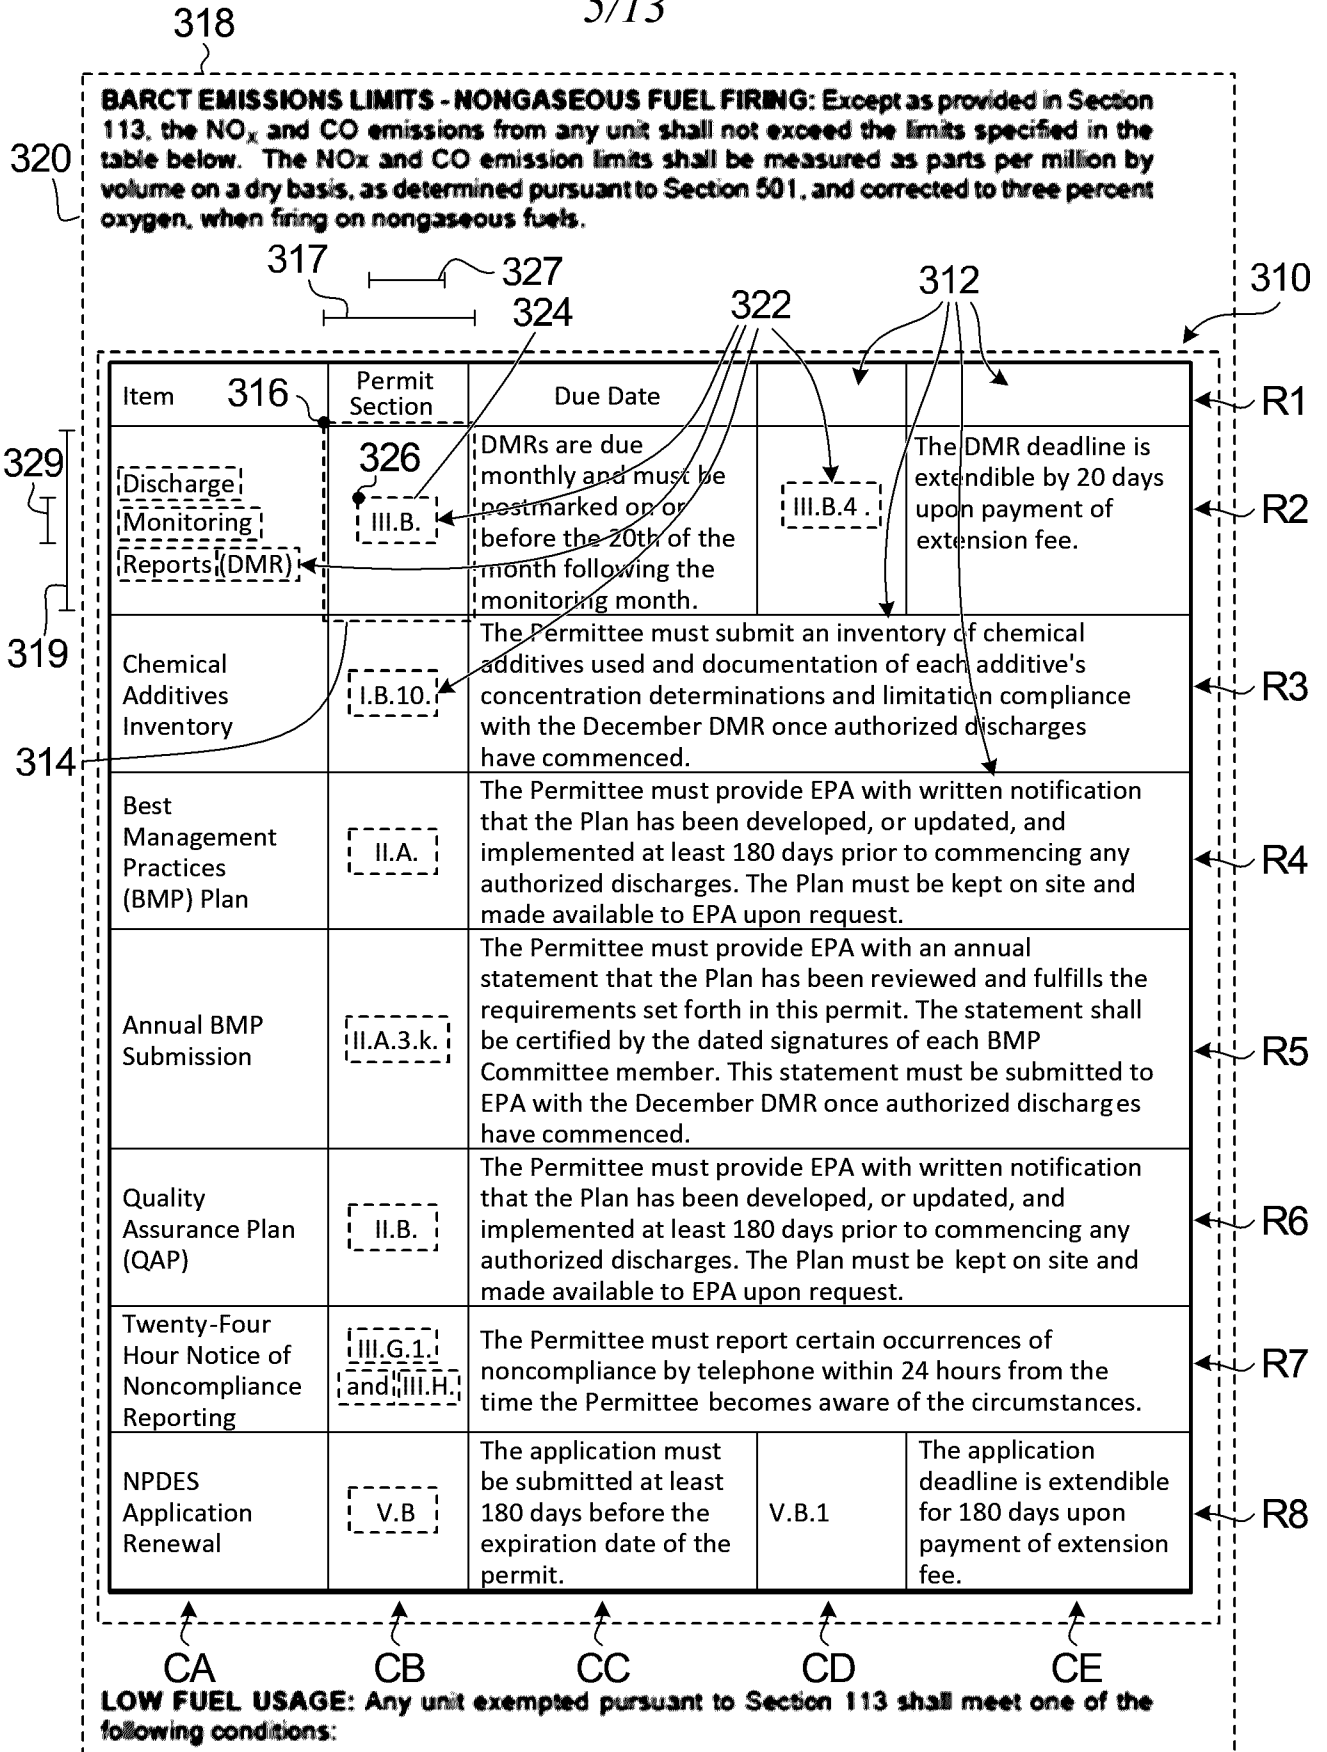 5/13
318
BARCT EMISSIONS LIMITS - NONGASEOUS FUEL FIRING: Except as provided in Section
113, the NOx and CO emissions from any unit shall not exceed the limits specified in the
320
table below. The NOx and CO emission limits shall be measured as parts per million by
volume on a dry basis, as determined pursuant to Section 501, and corrected to three percent
oxygen, when firing on nongaseous fuels.
317
327
324
322
312
310
Item
316
Permit
Section
Due Date
R1
329
319
Discharge
Monitoring
Reports (DMR)
326
III.B.
DMRs are due
monthly and must be
postmarked on or
before the 20th of the
month following the
monitoring month.
III.B.4 .
The DMR deadline is
extendible by 20 days
upon payment of
extension fee.
R2
314
Chemical
Additives
Inventory
I.B.10.
The Permittee must submit an inventory of chemical
additives used and documentation of each additive's
concentration determinations and limitation compliance
with the December DMR once authorized discharges
have commenced.
R3
Best
Management
Practices
(BMP) Plan
II.A.
The Permittee must provide EPA with written notification
that the Plan has been developed, or updated, and
implemented at least 180 days prior to commencing any
authorized discharges. The Plan must be kept on site and
made available to EPA upon request.
R4
Annual BMP
Submission
II.A.3.k.
The Permittee must provide EPA with an annual
statement that the Plan has been reviewed and fulfills the
requirements set forth in this permit. The statement shall
be certified by the dated signatures of each BMP
Committee member. This statement must be submitted to
EPA with the December DMR once authorized discharges
have commenced.
R5
Quality
Assurance Plan
(QAP)
II.B.
The Permittee must provide EPA with written notification
that the Plan has been developed, or updated, and
implemented at least 180 days prior to commencing any
authorized discharges. The Plan must be kept on site and
made available to EPA upon request.
R6
Twenty-Four
Hour Notice of
Noncompliance
Reporting
III.G.1.
and III.H.
The Permittee must report certain occurrences of
noncompliance by telephone within 24 hours from the
time the Permittee becomes aware of the circumstances.
R7
NPDES
Application
Renewal
V.B
The application must
be submitted at least
180 days before the
expiration date of the
permit.
V.B.1
The application
deadline is extendible
for 180 days upon
payment of extension
fee.
R8
CA
CB
CC
CD
CE
LOW FUEL USAGE: Any unit exempted pursuant to Section 113 shall meet one of the
following conditions: